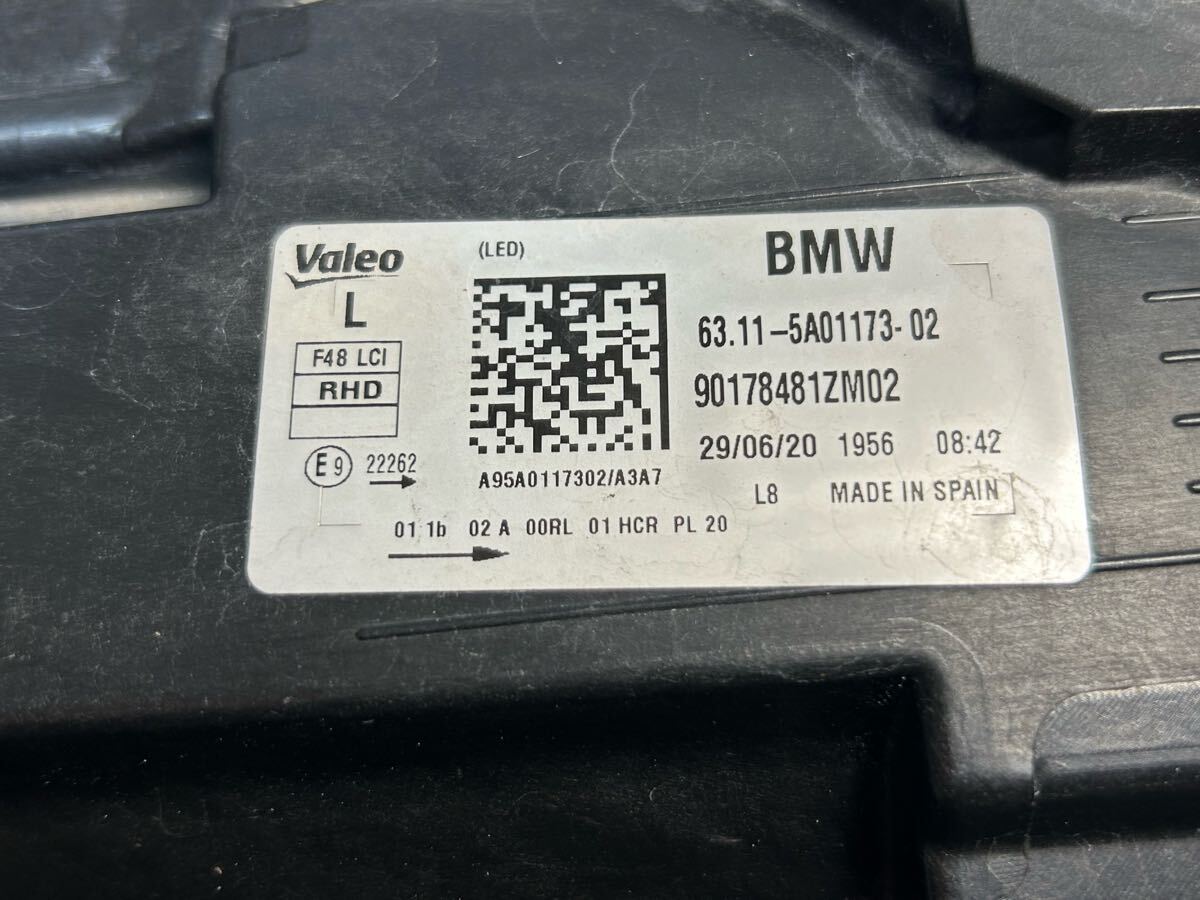 Valeo
L
F48 LCI
RHD
E9 22262
(LED)
A95A0117302/A3A7
BMW
63.11-5A01173-02
90178481ZM02
29/06/20 1956 08:42
L8 MADE IN SPAIN
01 1b 02 A 00RL 01 HCR PL 20